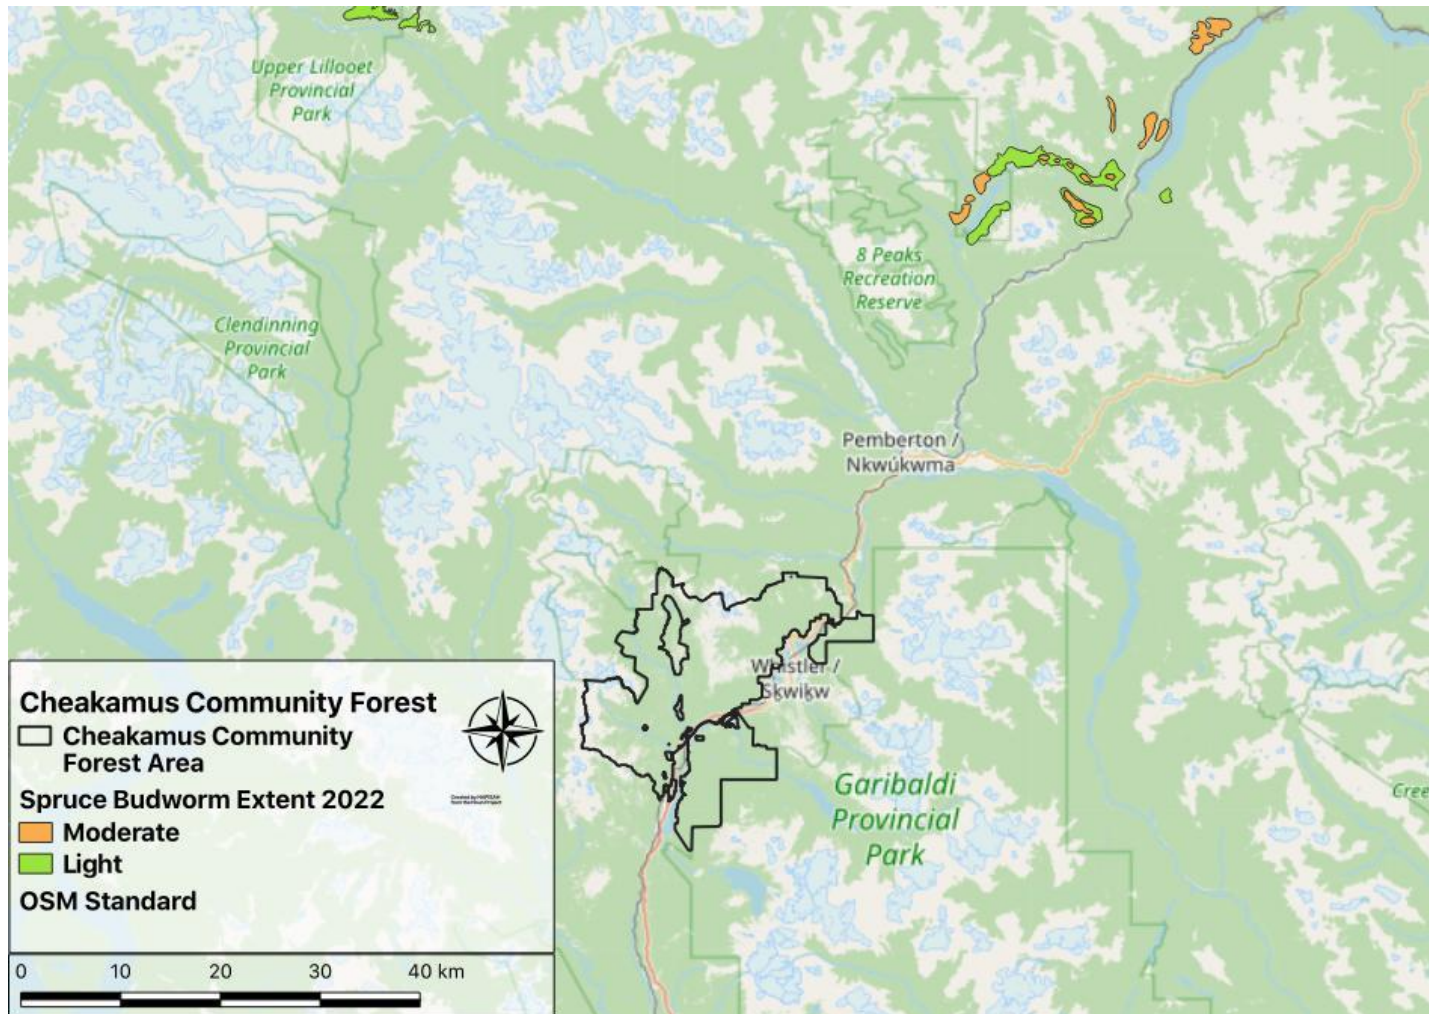 Upper Lillooet
Provincial
Park
8 Peaks
Recreation
Reserve
Clendinning
Provincial
Park
Pemberton /
Nkwúkwma
Whistler /
Sḵwiḵw
Garibaldi
Provincial
Park
Cree
Cheakamus Community Forest
Cheakamus Community
Forest Area
Spruce Budworm Extent 2022
Moderate
Light
OSM Standard
0 10 20 30 40 km